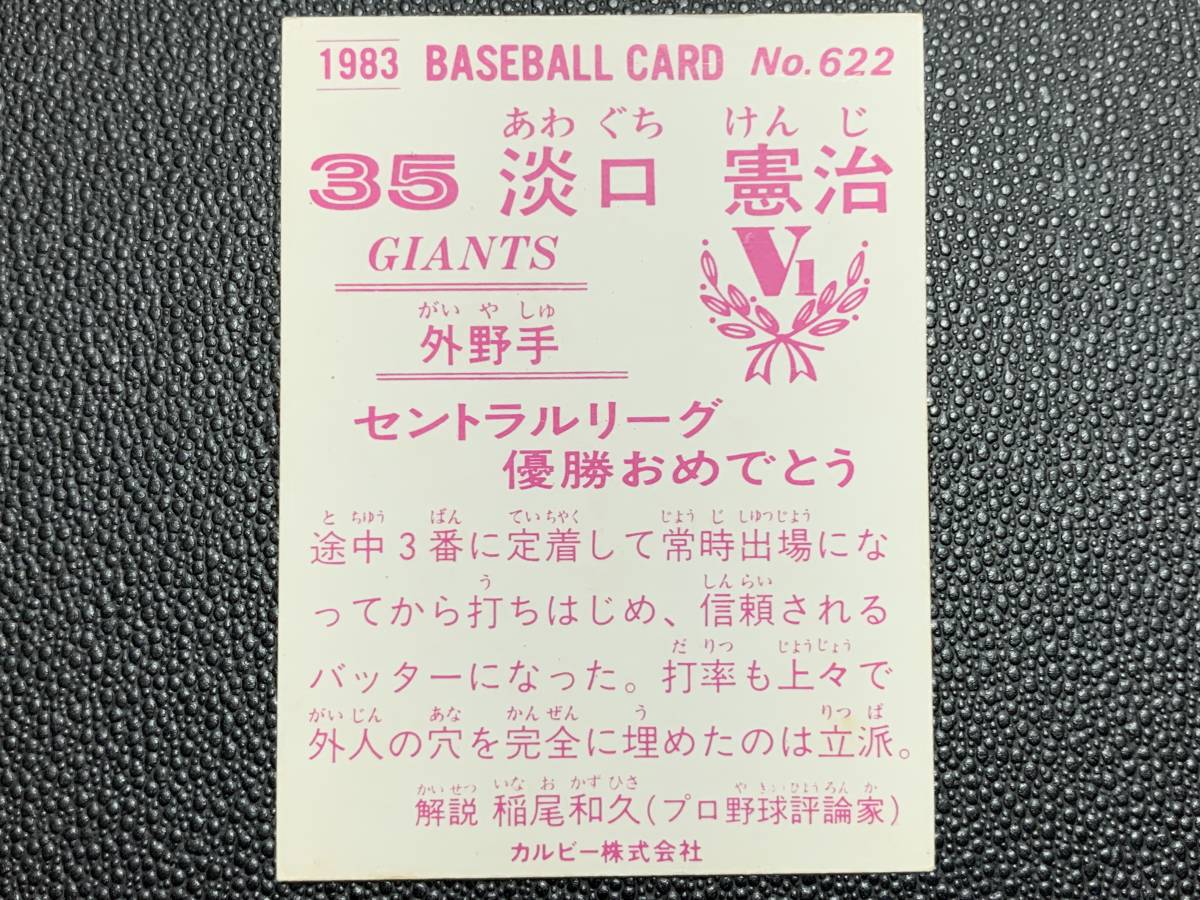 1983 BASEBALL CARD No.622
あわ ぐち けん じ
35 淡口 憲治
GIANTS
V1
がい や しゅ
外野手
セントラルリーグ
優勝おめでとう
と ちゆう ばん ていちゃく じょう じ しゆつじょう
途中3番に定着して常時出場にな
う しん らい
ってから打ちはじめ、信頼される
だ りつ じょうじょう
バッターになった。打率も上々で
がいじん あな かんぜん う りつ ぱ
外人の穴を完全に埋めたのは立派。
かいせつ いな お かず ひさ や きゅうひょうろん か
解説 稲尾和久(プロ野球評論家)
カルビー株式会社